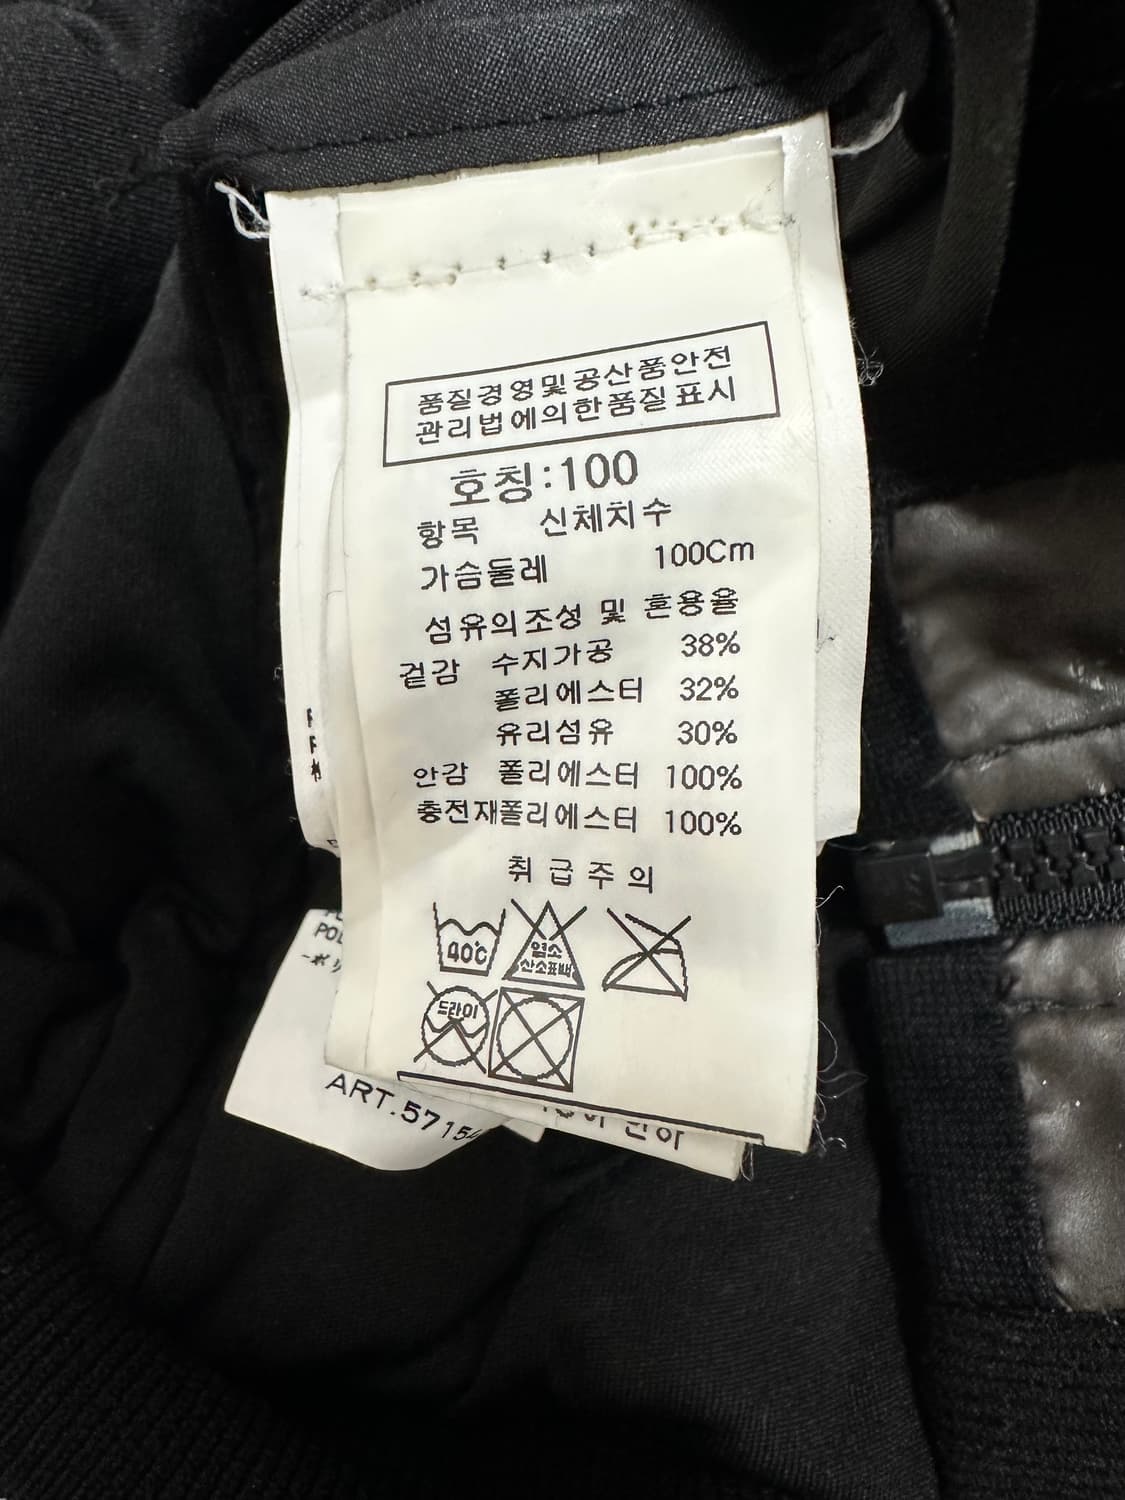 품질경영및공산품안전
관리법에의한품질표시
호칭:100
항목 신체치수
가슴둘레 100Cm
섬유의조성 및 혼용율
겉감 수지가공 38%
폴리에스터 32%
유리섬유 30%
안감 폴리에스터 100%
충전재폴리에스터 100%
취급주의
40℃
염소
산소표백
드라이
ART.5715